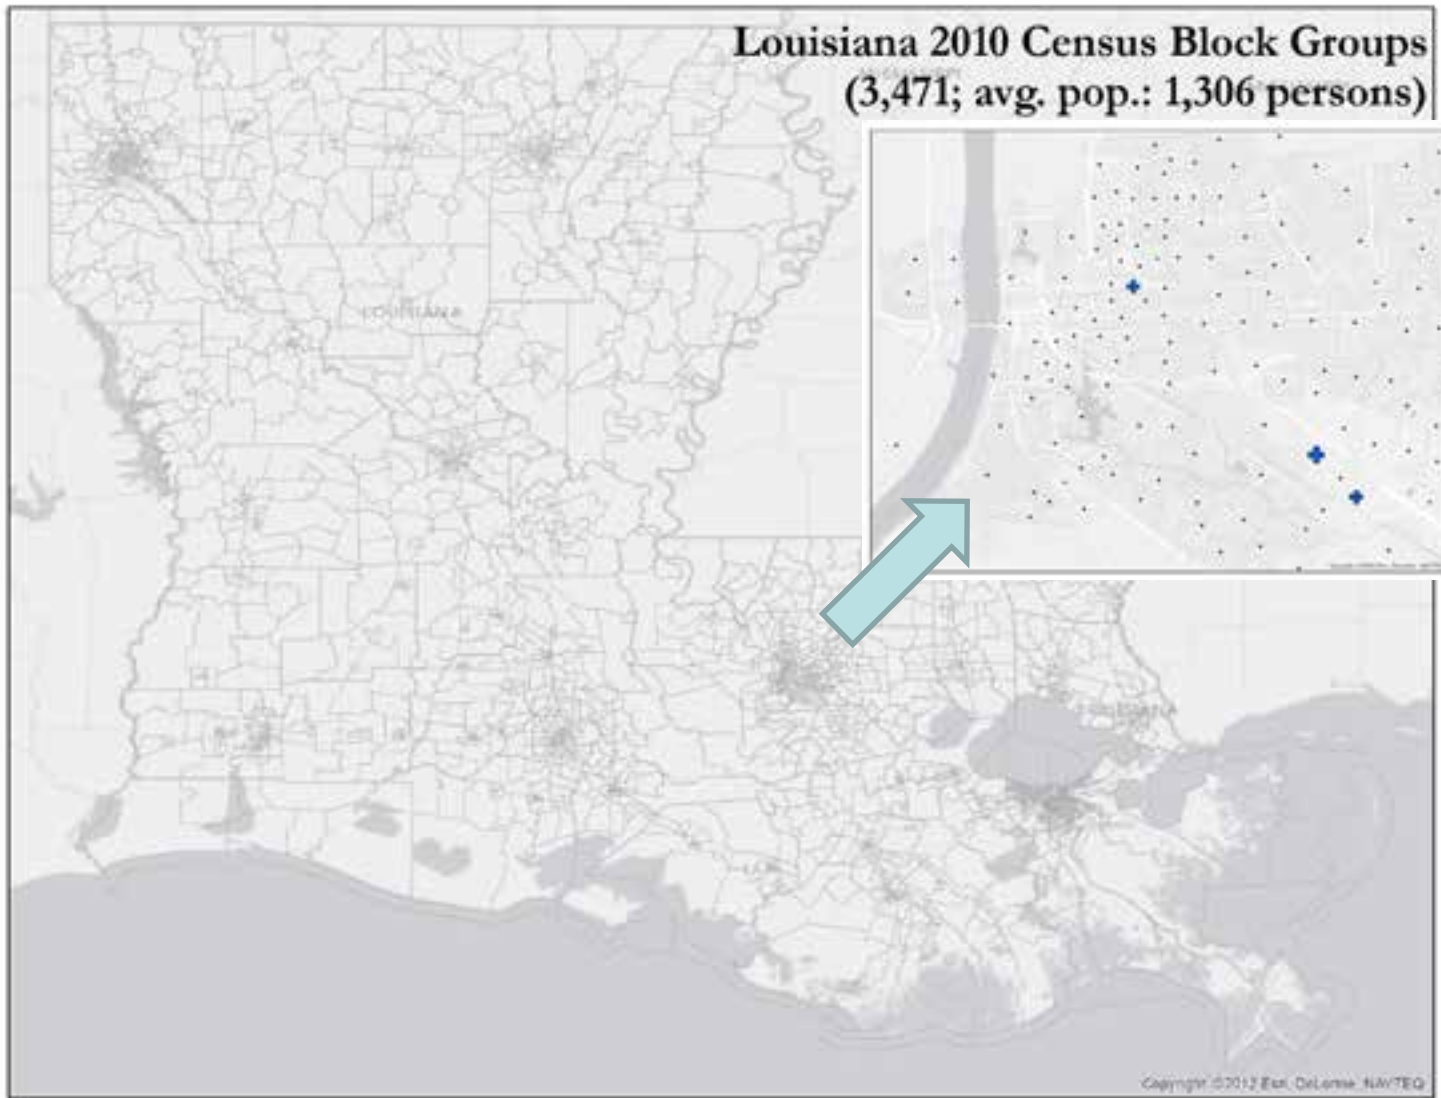 Louisiana 2010 Census Block Groups
(3,471; avg. pop.: 1,306 persons)
LOUISIANA
Copyright ©2012 Esri, DeLorme, NAVTEQ